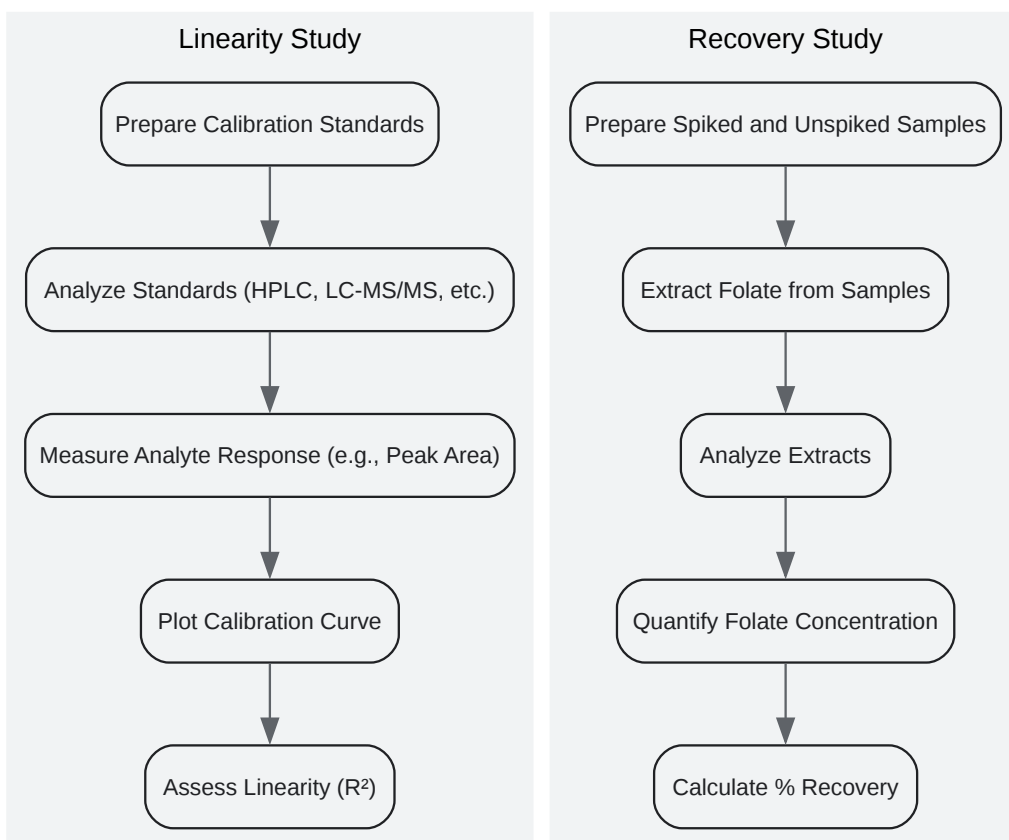 Linearity Study
Prepare Calibration Standards
Analyze Standards (HPLC, LC-MS/MS, etc.)
Measure Analyte Response (e.g., Peak Area)
Plot Calibration Curve
Assess Linearity (R²)
Recovery Study
Prepare Spiked and Unspiked Samples
Extract Folate from Samples
Analyze Extracts
Quantify Folate Concentration
Calculate % Recovery